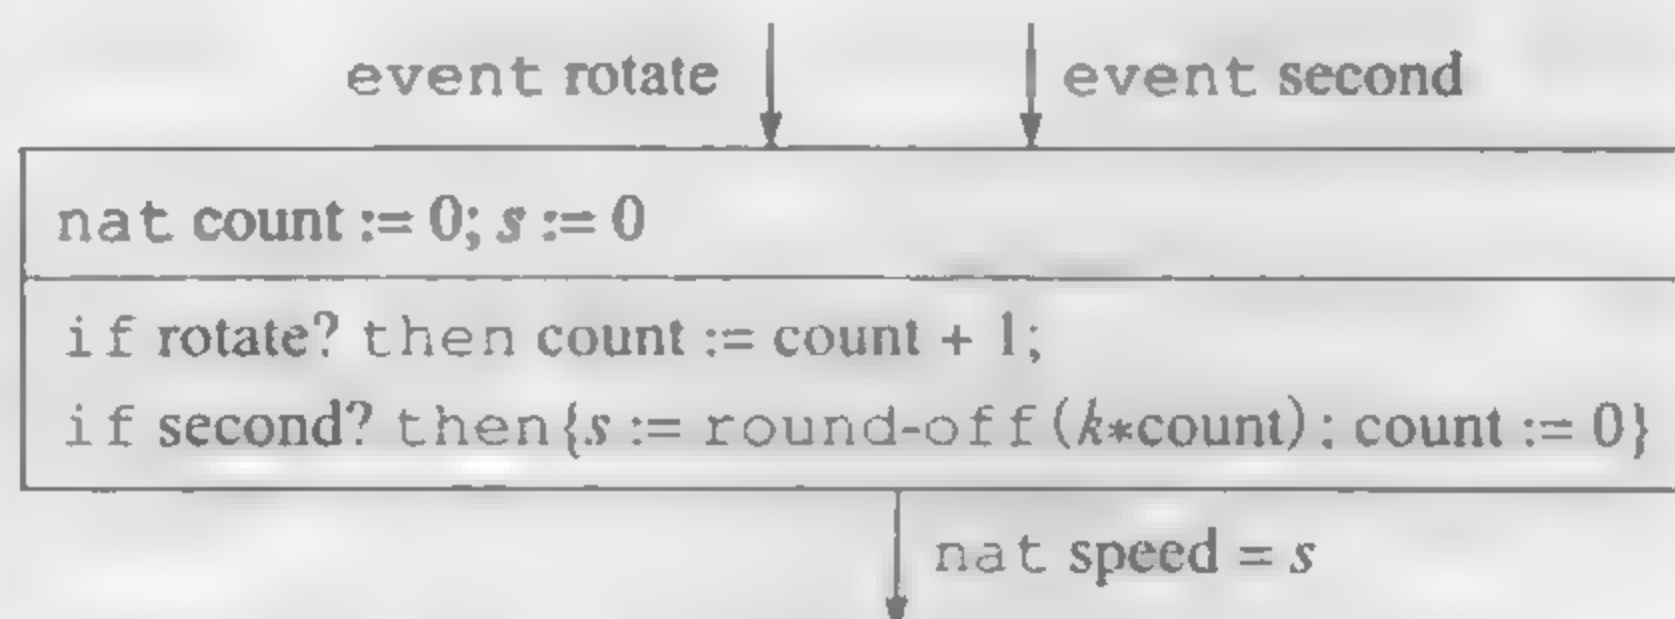 event rotate event second
nat count := 0; s := 0
if rotate? then count := count + 1;
if second? then{s := round-off(k*count); count := 0}
nat speed = s